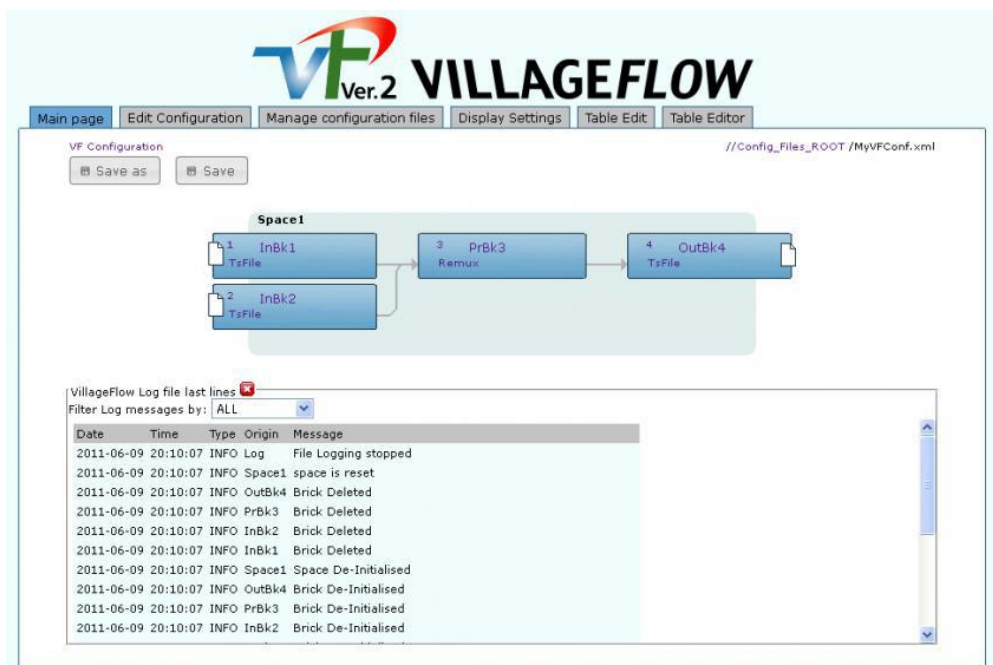 VF Ver.2 VILLAGEFLOW
Main page Edit Configuration Manage configuration files Display Settings Table Edit Table Editor
VF Configuration //Config_Files_ROOT /MyVFConf.xml
Save as Save
Space1
1 InBk1 3 PrBk3 4 OutBk4
TsFile Remux TsFile
2 InBk2
TsFile
VillageFlow Log file last lines
Filter Log messages by: ALL
Date Time Type Origin Message
2011-06-09 20:10:07 INFO Log File Logging stopped
2011-06-09 20:10:07 INFO Space1 space is reset
2011-06-09 20:10:07 INFO OutBk4 Brick Deleted
2011-06-09 20:10:07 INFO PrBk3 Brick Deleted
2011-06-09 20:10:07 INFO InBk2 Brick Deleted
2011-06-09 20:10:07 INFO InBk1 Brick Deleted
2011-06-09 20:10:07 INFO Space1 Space De-Initialised
2011-06-09 20:10:07 INFO OutBk4 Brick De-Initialised
2011-06-09 20:10:07 INFO PrBk3 Brick De-Initialised
2011-06-09 20:10:07 INFO InBk2 Brick De-Initialised